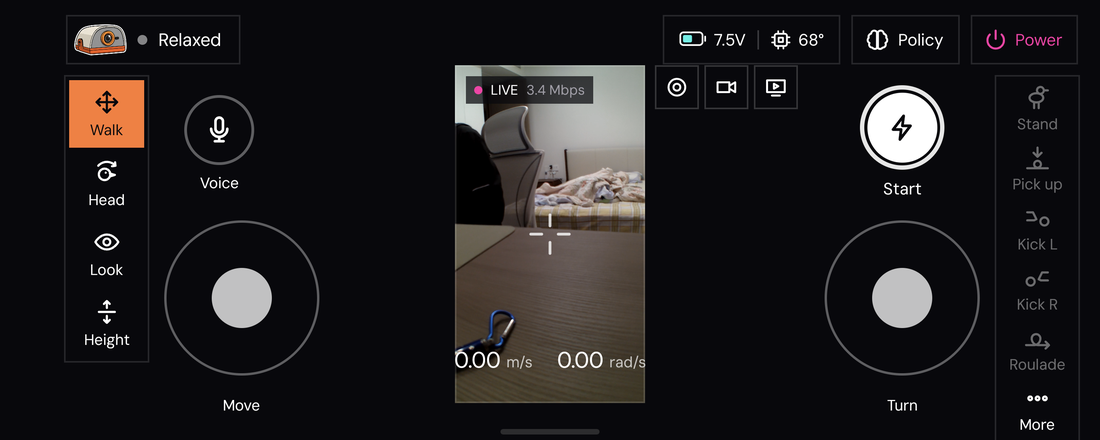 Relaxed
7.5V
68°
Policy
Power
Walk
Head
Look
Height
Voice
Move
LIVE 3.4 Mbps
0.00 m/s 0.00 rad/s
Start
Turn
Stand
Pick up
Kick L
Kick R
Roulade
More